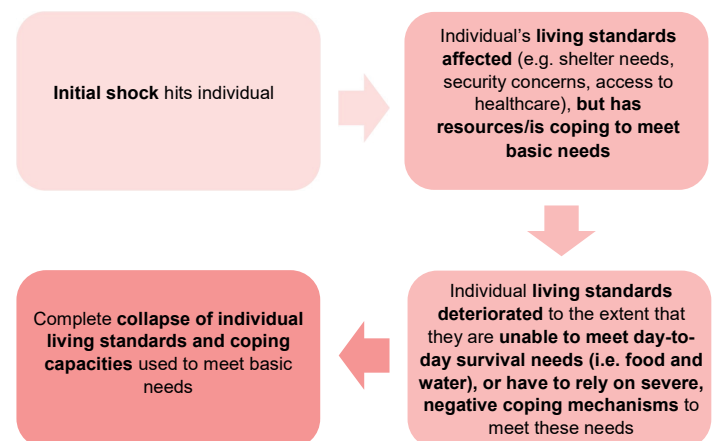 Initial shock hits individual
Individual’s living standards
affected (e.g. shelter needs,
security concerns, access to
healthcare), but has
resources/is coping to meet
basic needs
Individual living standards
deteriorated to the extent that
they are unable to meet day-to-
day survival needs (i.e. food and
water), or have to rely on severe,
negative coping mechanisms to
meet these needs
Complete collapse of individual
living standards and coping
capacities used to meet basic
needs